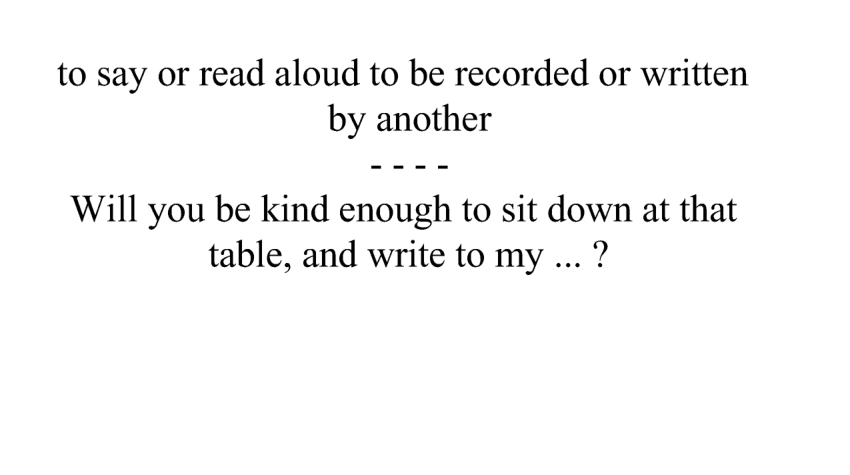 to say or read aloud to be recorded or written
by another
- - - -
Will you be kind enough to sit down at that
table, and write to my ... ?